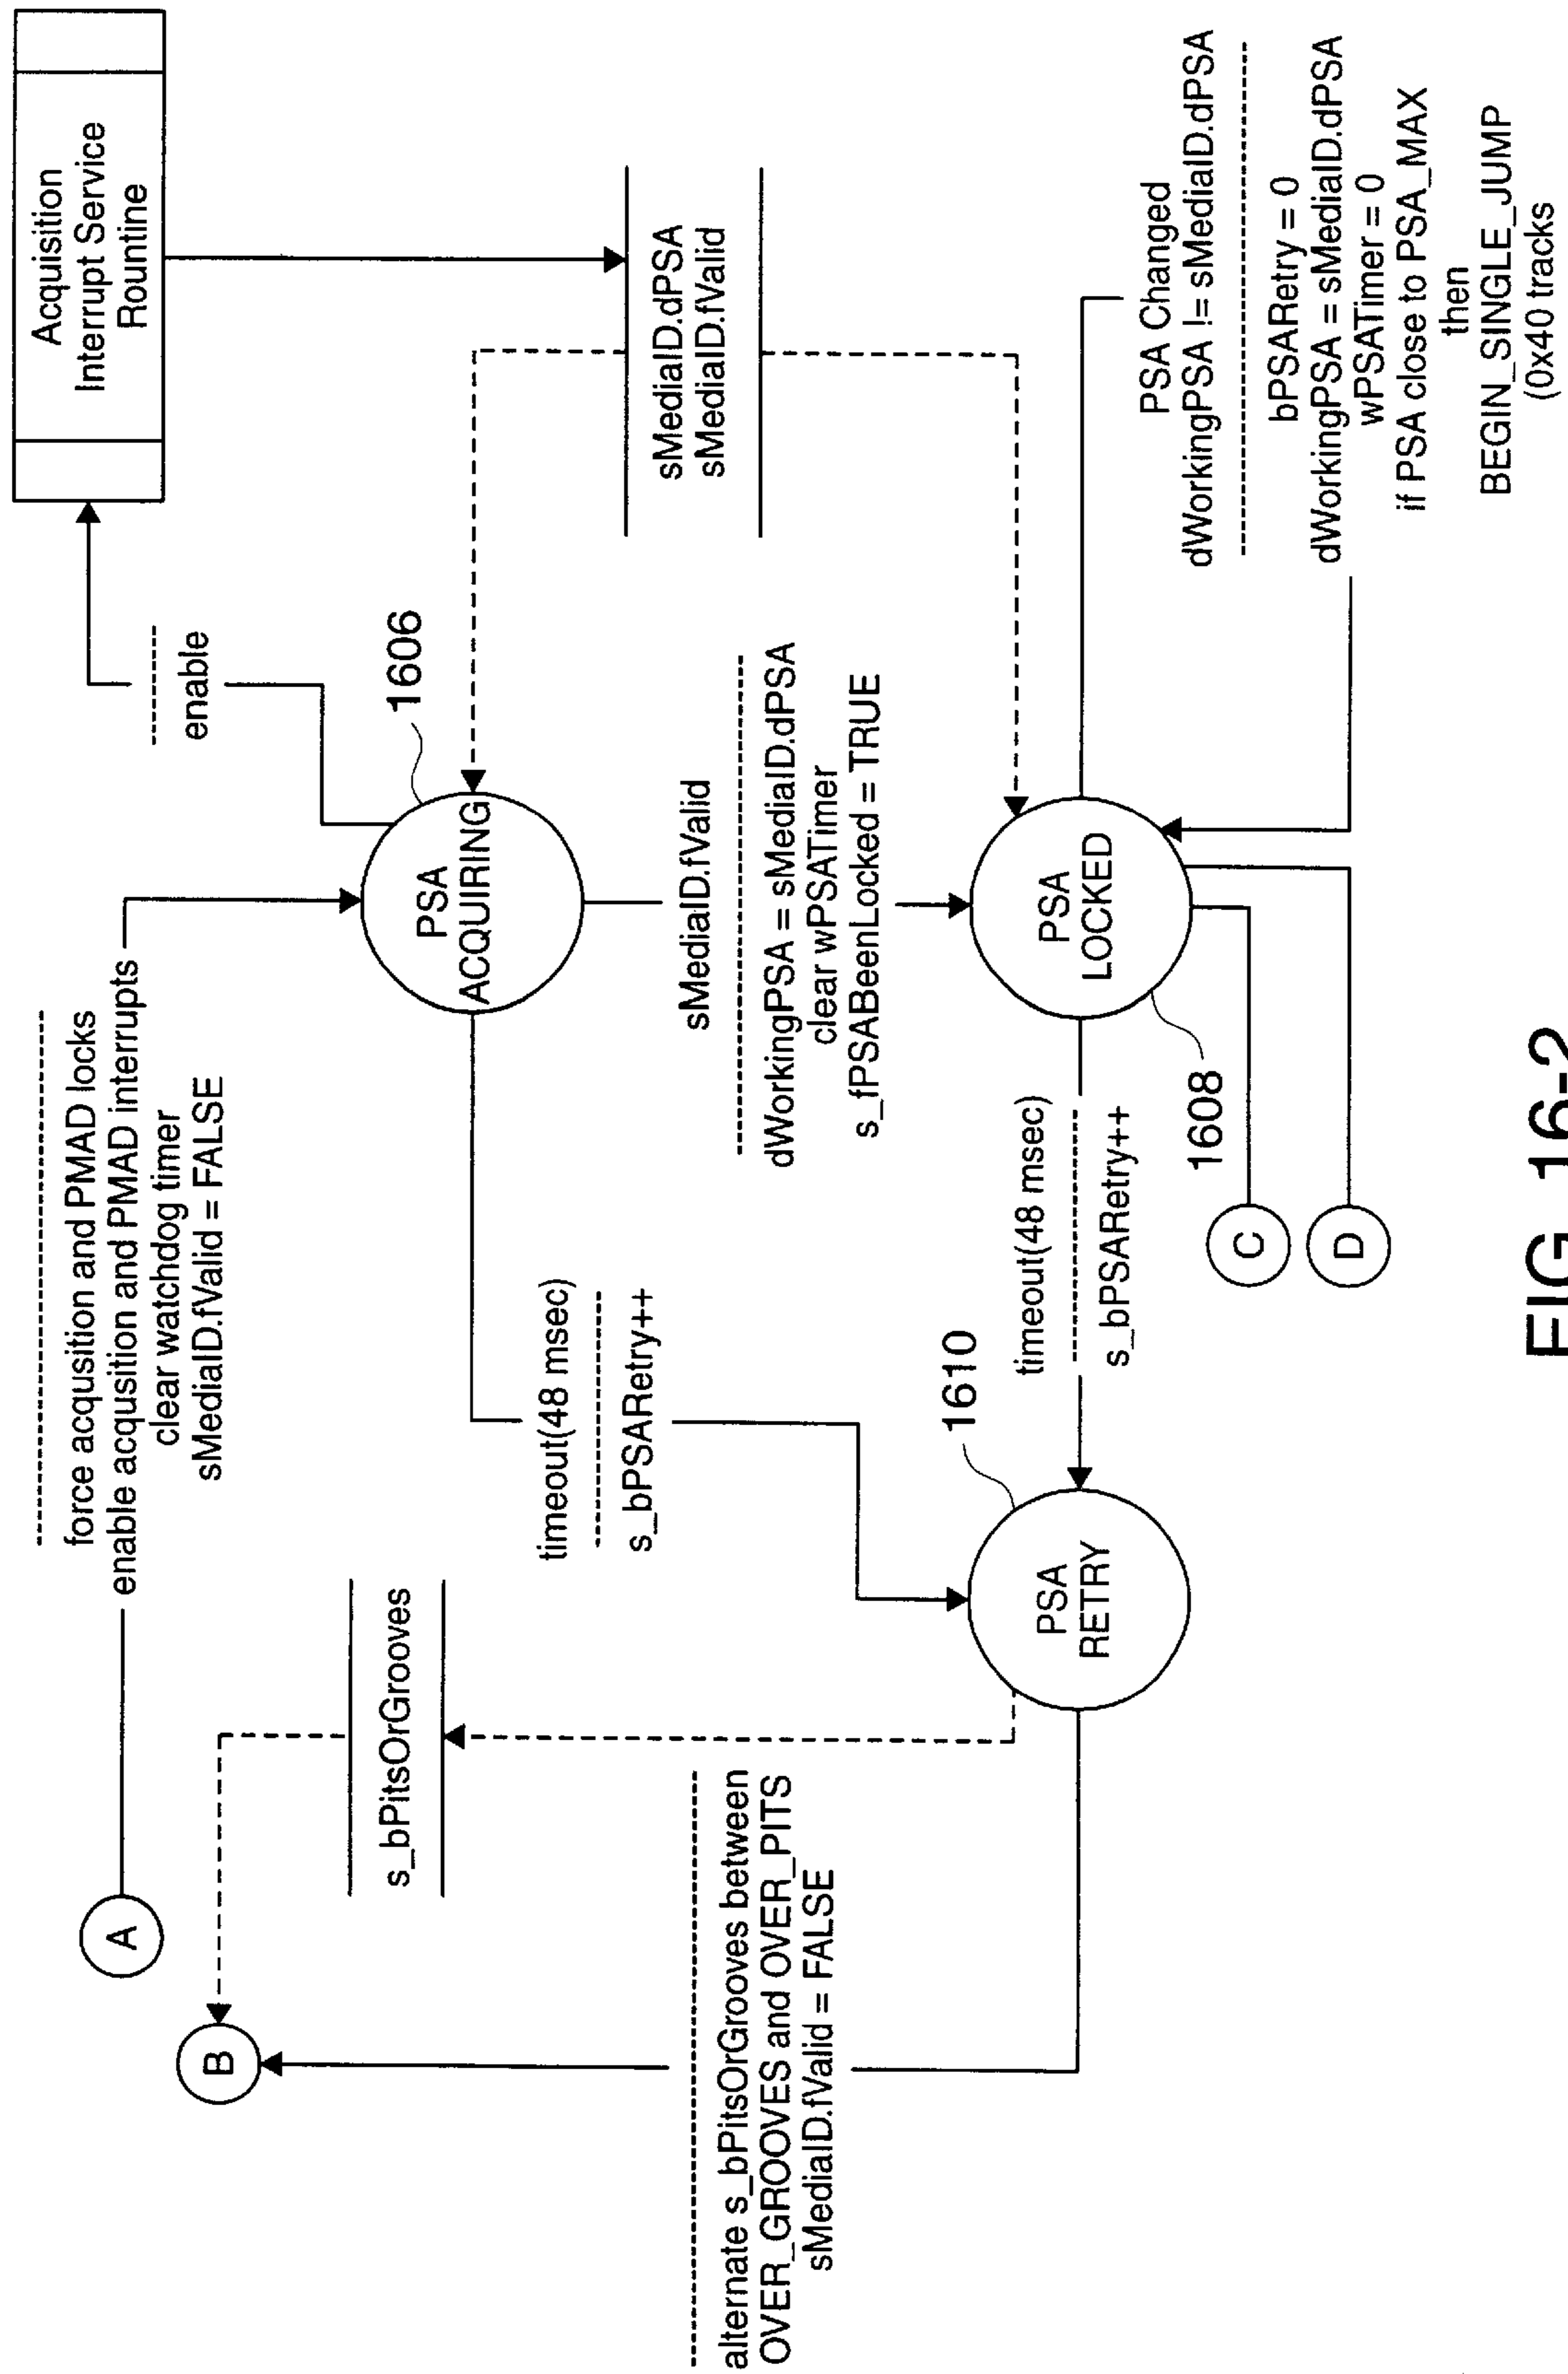 A
force acqusition and PMAD locks
enable acqusition and PMAD interrupts
clear watchdog timer
sMediaID.fValid = FALSE
enable
Acquisition
Interrupt Service
Rountine
B
s_bPitsOrGrooves
timeout(48 msec)
s_bPSARetry++
PSA
ACQUIRING
1606
sMediaID.dPSA
sMediaID.fValid
alternate s_bPitsOrGrooves between
OVER_GROOVES and OVER_PITS
sMediaID.fValid = FALSE
sMediaID.fValid
dWorkingPSA = sMediaID.dPSA
clear wPSATimer
s_fPSABeenLocked = TRUE
PSA
RETRY
1610
timeout(48 msec)
s_bPSARetry++
PSA
LOCKED
1608
C
D
PSA Changed
dWorkingPSA != sMediaID.dPSA
bPSARetry = 0
dWorkingPSA = sMediaID.dPSA
wPSATimer = 0
if PSA close to PSA_MAX
then
BEGIN_SINGLE_JUMP
(0x40 tracks
FIG. 16-2